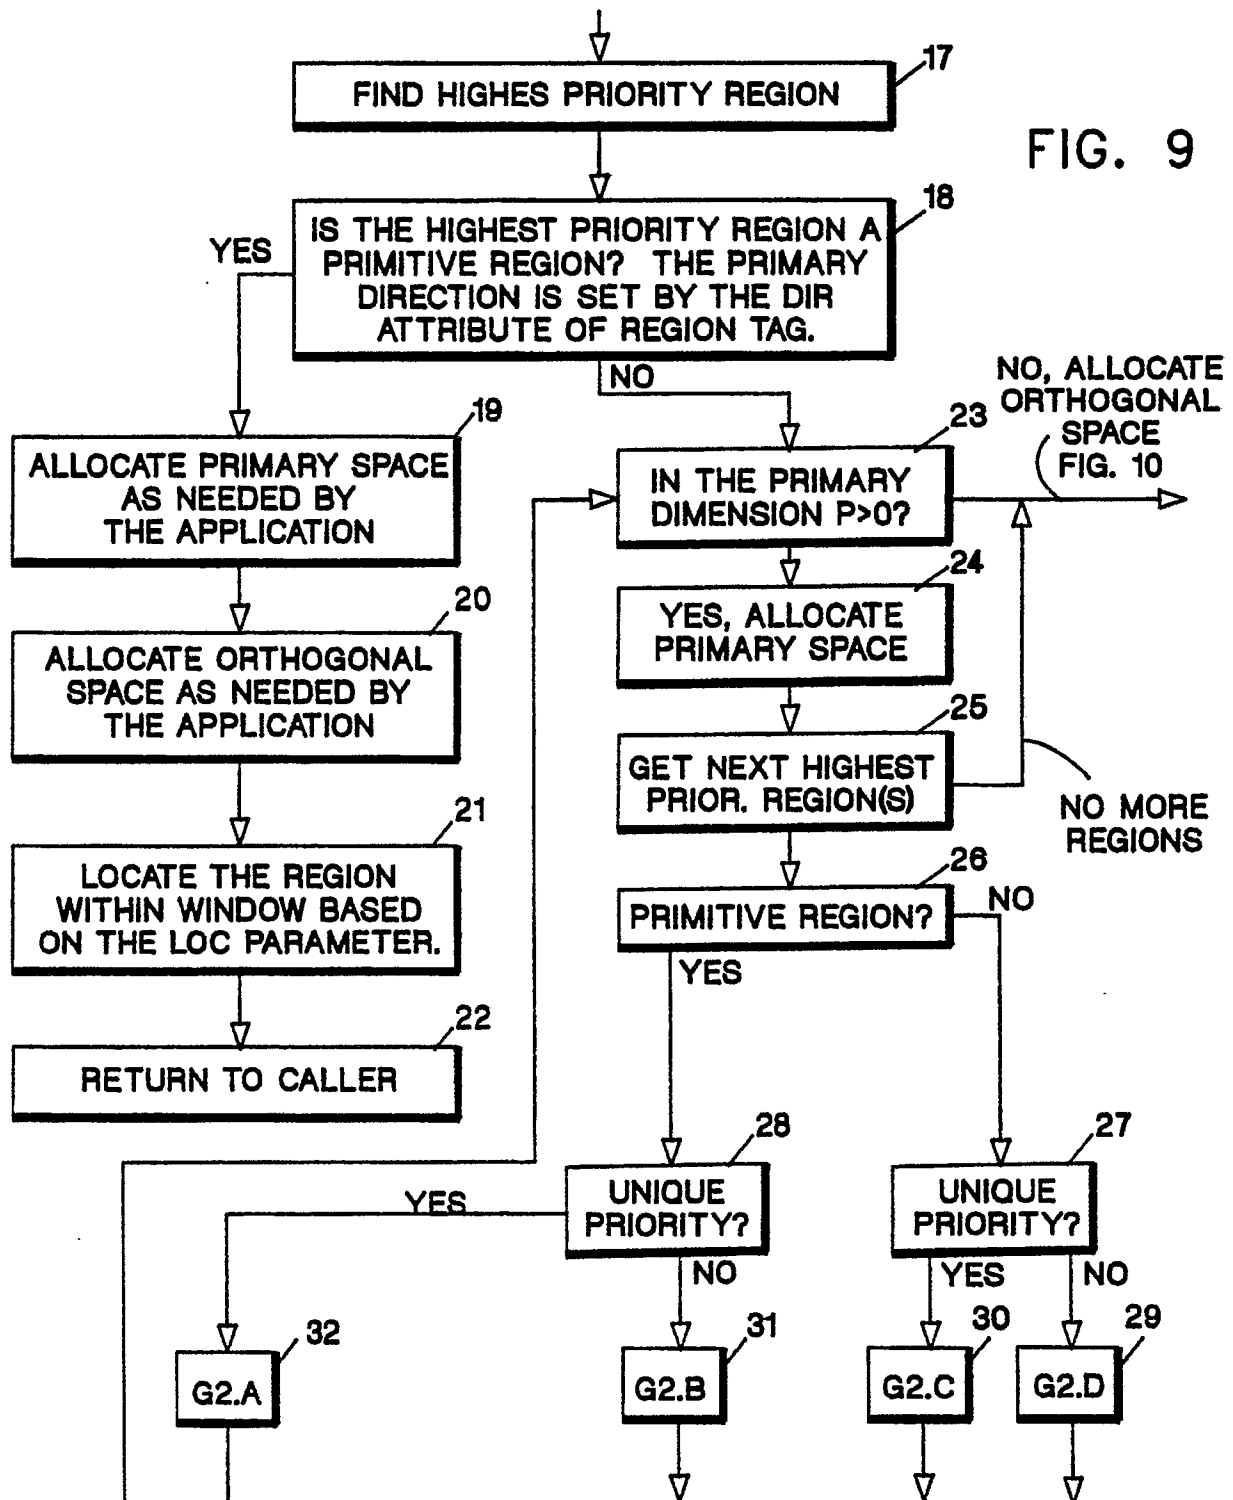 17
FIND HIGHES PRIORITY REGION
FIG. 9
18
IS THE HIGHEST PRIORITY REGION A
PRIMITIVE REGION? THE PRIMARY
DIRECTION IS SET BY THE DIR
ATTRIBUTE OF REGION TAG.
YES
NO
NO, ALLOCATE
ORTHOGONAL
SPACE
FIG. 10
19
ALLOCATE PRIMARY SPACE
AS NEEDED BY
THE APPLICATION
23
IN THE PRIMARY
DIMENSION P>0?
24
YES, ALLOCATE
PRIMARY SPACE
20
ALLOCATE ORTHOGONAL
SPACE AS NEEDED BY
THE APPLICATION
25
GET NEXT HIGHEST
PRIOR. REGION(S)
NO MORE
REGIONS
21
LOCATE THE REGION
WITHIN WINDOW BASED
ON THE LOC PARAMETER.
26
PRIMITIVE REGION?
NO
YES
22
RETURN TO CALLER
28
UNIQUE
PRIORITY?
27
UNIQUE
PRIORITY?
YES
NO
YES
NO
32
G2.A
31
G2.B
30
G2.C
29
G2.D